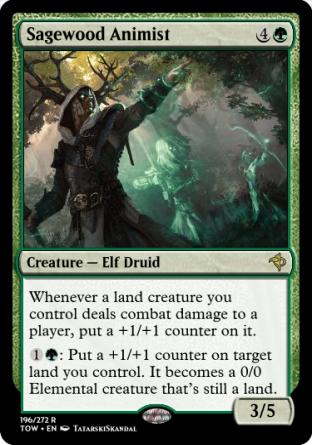 Sagewood Animist 4
Creature — Elf Druid
Whenever a land creature you
control deals combat damage to a
player, put a +1/+1 counter on it.
1 : Put a +1/+1 counter on target
land you control. It becomes a 0/0
Elemental creature that's still a land.
3/5
196/272 R
TOW • EN TatarskiSkandal